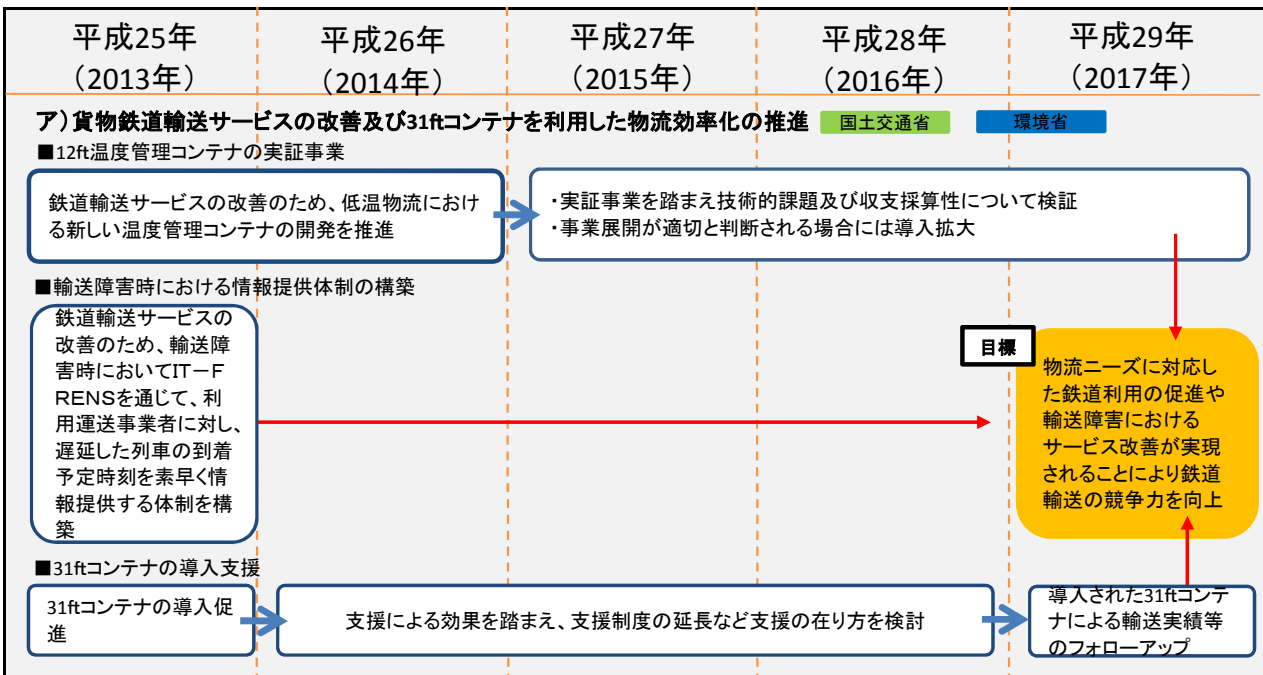 平成25年
(2013年)
平成26年
(2014年)
平成27年
(2015年)
平成28年
(2016年)
平成29年
(2017年)
ア)貨物鉄道輸送サービスの改善及び31ftコンテナを利用した物流効率化の推進
国土交通省
環境省
■12ft温度管理コンテナの実証事業
鉄道輸送サービスの改善のため、低温物流におけ
る新しい温度管理コンテナの開発を推進
・実証事業を踏まえ技術的課題及び収支採算性について検証
・事業展開が適切と判断される場合には導入拡大
■輸送障害時における情報提供体制の構築
鉄道輸送サービスの
改善のため、輸送障
害時においてIT-F
RENSを通じて、利
用運送事業者に対し、
遅延した列車の到着
予定時刻を素早く情
報提供する体制を構
築
目標
物流ニーズに対応し
た鉄道利用の促進や
輸送障害における
サービス改善が実現
されることにより鉄道
輸送の競争力を向上
■31ftコンテナの導入支援
31ftコンテナの導入促
進
支援による効果を踏まえ、支援制度の延長など支援の在り方を検討
導入された31ftコンテ
ナによる輸送実績等
のフォローアップ